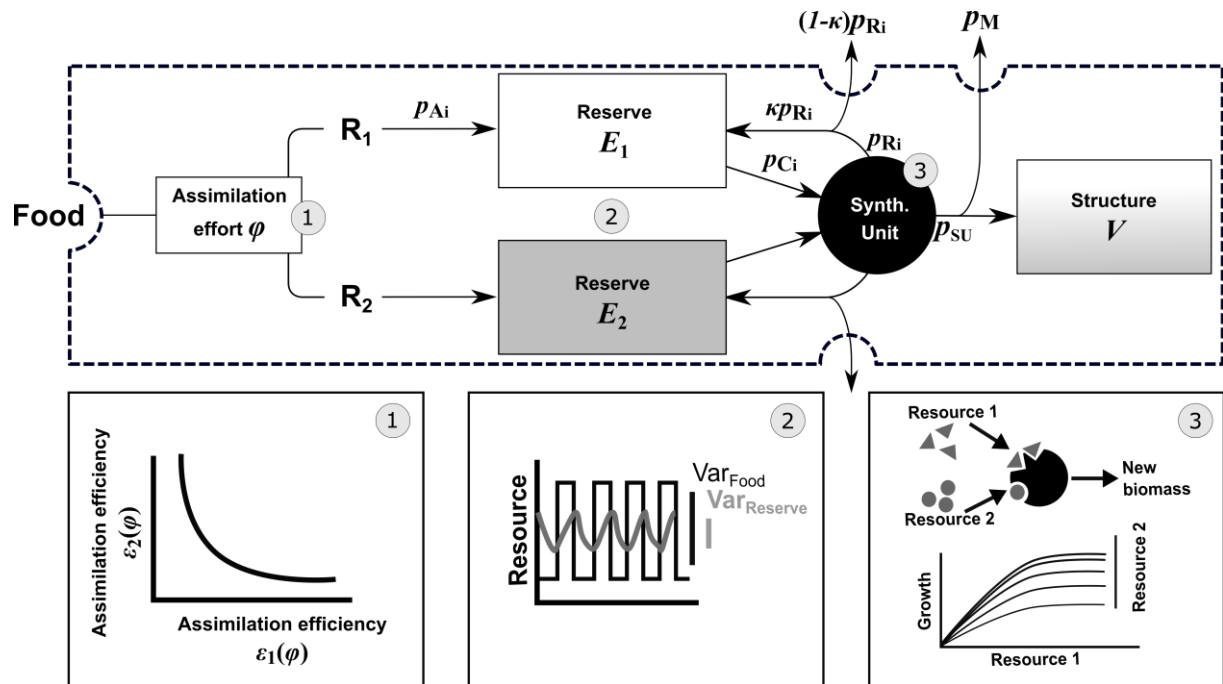 (1-κ)pRi
pM
Reserve
E1
R1
pAi
κpRi
pRi
pCi
3
Food
Assimilation
effort φ
1
2
Synth.
Unit
pSU
Structure
V
R2
Reserve
E2
1
Assimilation efficiency
ε2(φ)
Assimilation efficiency
ε1(φ)
2
Resource
VarFood
VarReserve
3
Resource 1
New
biomass
Resource 2
Growth
Resource 1
Resource 2